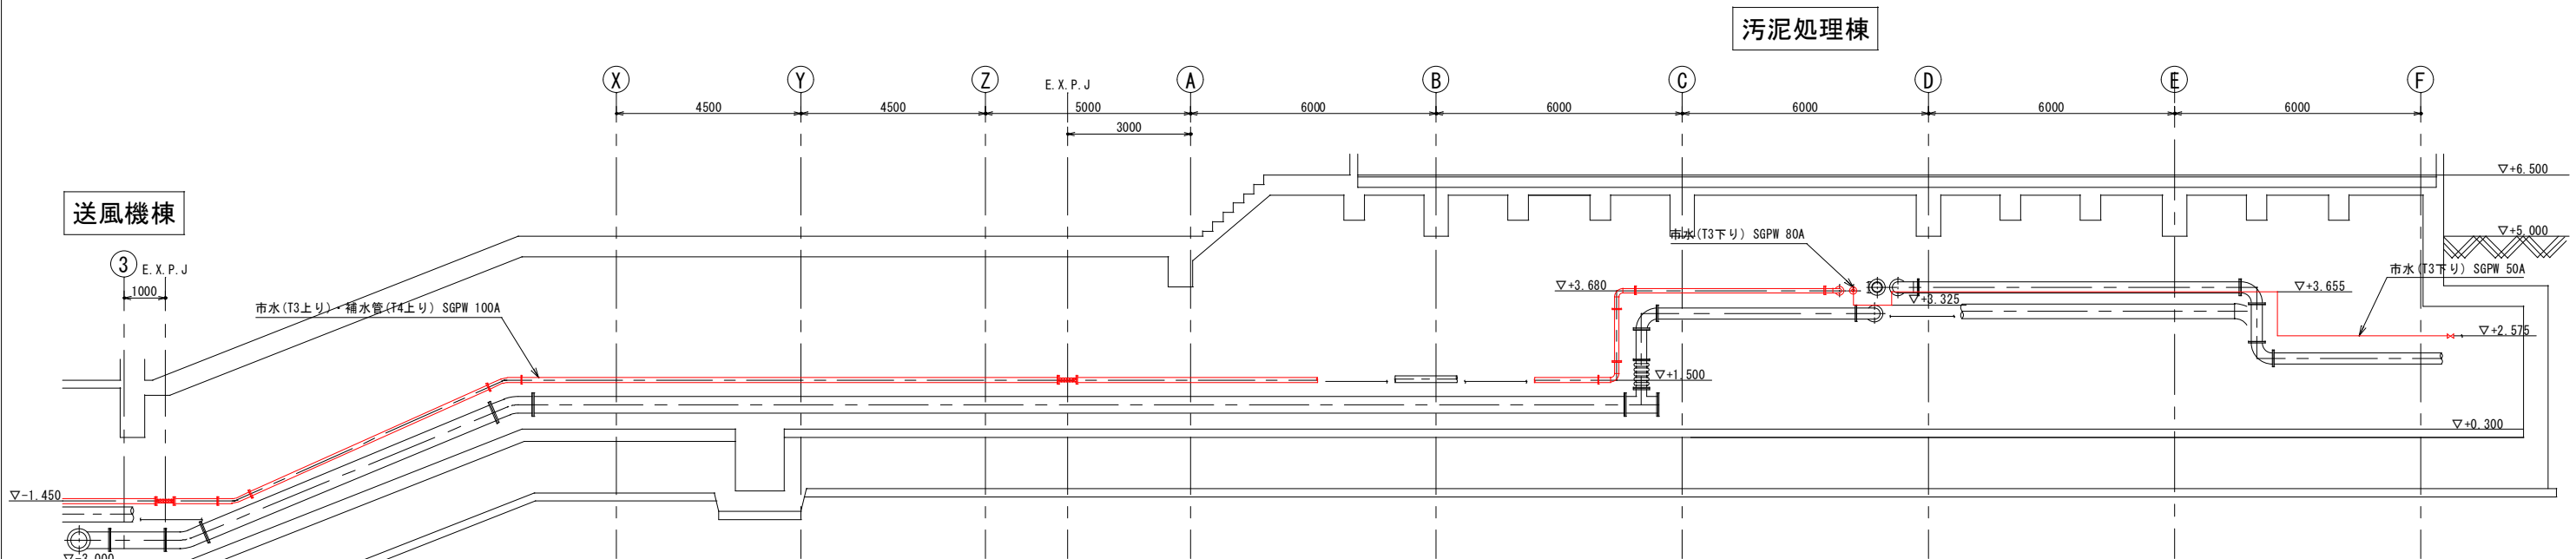 汚泥処理棟
X
Y
Z
E.X.P.J
A
B
C
D
E
F
4500
4500
5000
6000
6000
6000
6000
6000
3000
▽+6.500
送風機棟
▽+5.000
市水(T3下り) SGPW 80A
3
E.X.P.J
市水(T3下り) SGPW 50A
1000
▽+3.680
▽+3.655
▽+3.325
市水(T3上り)・補水管(T4上り) SGPW 100A
▽+2.575
▽+1.500
▽+0.300
▽-1.450
▽-3.000